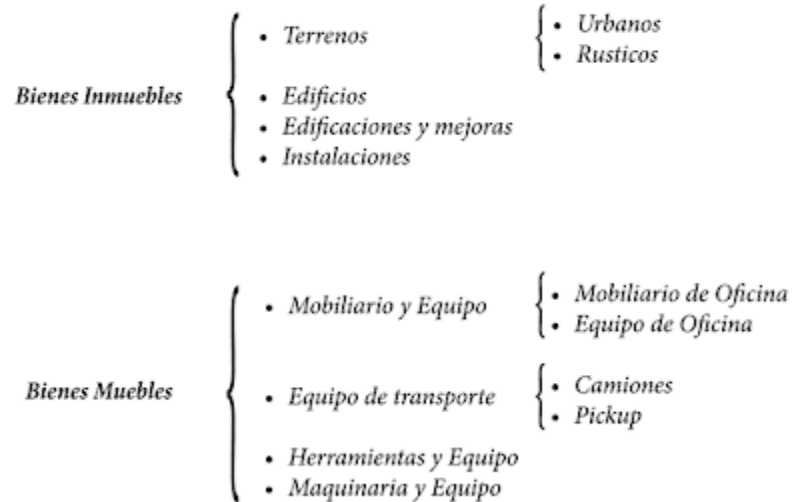 Bienes Inmuebles
• Terrenos
• Urbanos
• Rusticos
• Edificios
• Edificaciones y mejoras
• Instalaciones
Bienes Muebles
• Mobiliario y Equipo
• Mobiliario de Oficina
• Equipo de Oficina
• Equipo de transporte
• Camiones
• Pickup
• Herramientas y Equipo
• Maquinaria y Equipo